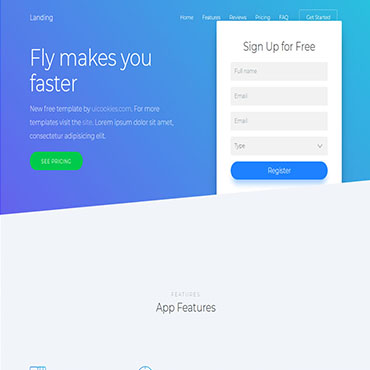 Landing
Home Features Reviews Pricing FAQ Get Started
Fly makes you
faster
New free template by uicookies.com. For more
templates visit the site. Lorem ipsum dolor sit amet,
consectetur adipisicing elit.
SEE PRICING
Sign Up for Free
Full name
Email
Email
Type
Register
FEATURES
App Features